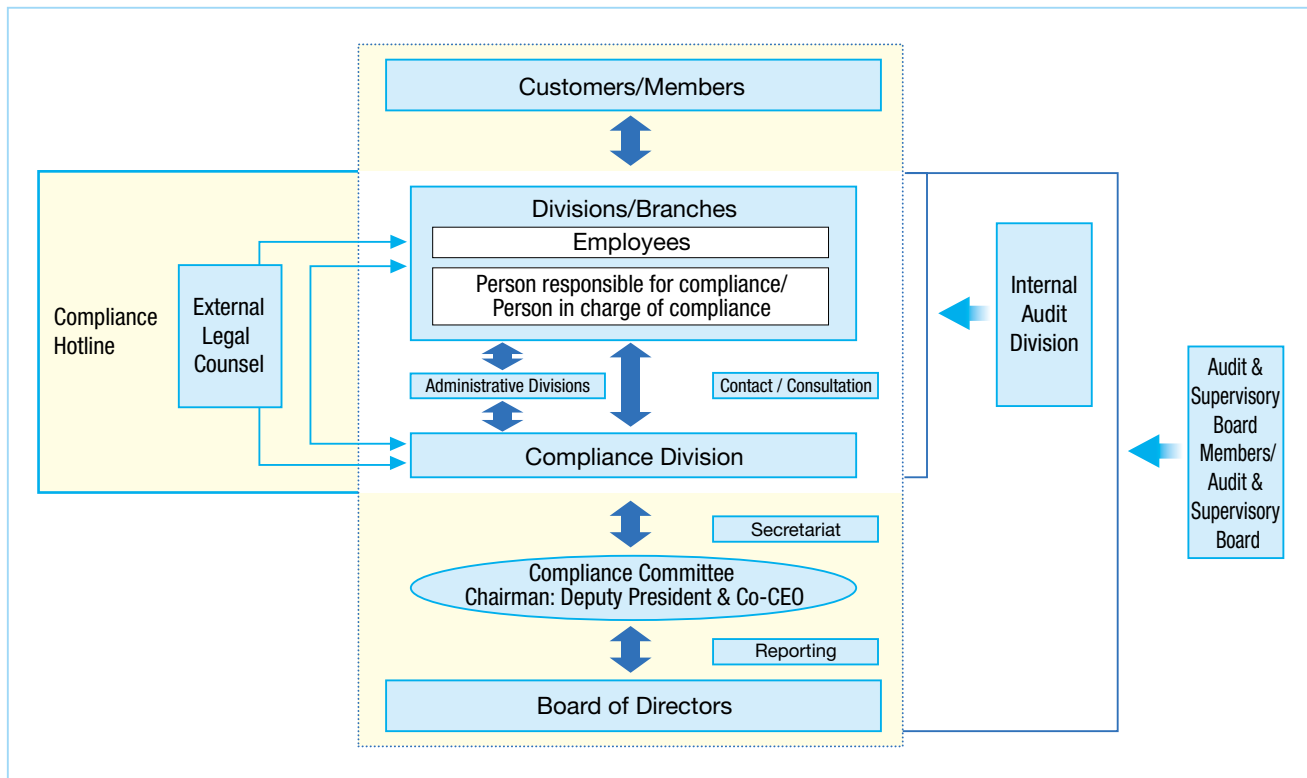 Customers/Members
Divisions/Branches
Employees
Person responsible for compliance/
Person in charge of compliance
Compliance
Hotline
External
Legal
Counsel
Administrative Divisions
Contact / Consultation
Compliance Division
Internal
Audit
Division
Audit &
Supervisory
Board
Members/
Audit &
Supervisory
Board
Secretariat
Compliance Committee
Chairman: Deputy President & Co-CEO
Reporting
Board of Directors